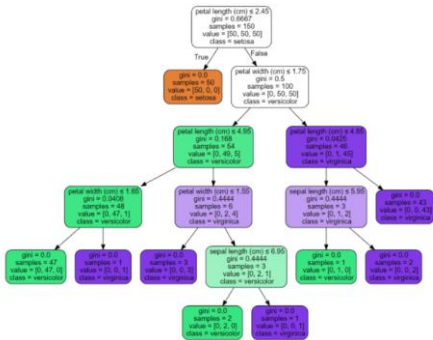 petal length (cm) ≤ 2.45
gini = 0.6667
samples = 150
value = [50, 50, 50]
class = setosa
True
False
gini = 0.0
samples = 50
value = [50, 0, 0]
class = setosa
petal width (cm) ≤ 1.75
gini = 0.5
samples = 100
value = [0, 50, 50]
class = versicolor
petal length (cm) ≤ 4.95
gini = 0.168
samples = 54
value = [0, 49, 5]
class = versicolor
petal length (cm) ≤ 4.85
gini = 0.0425
samples = 46
value = [0, 1, 45]
class = virginica
petal width (cm) ≤ 1.65
gini = 0.0408
samples = 48
value = [0, 47, 1]
class = versicolor
petal width (cm) ≤ 1.55
gini = 0.4444
samples = 6
value = [0, 2, 4]
class = virginica
sepal length (cm) ≤ 5.95
gini = 0.4444
samples = 3
value = [0, 1, 2]
class = virginica
gini = 0.0
samples = 43
value = [0, 0, 43]
class = virginica
gini = 0.0
samples = 47
value = [0, 47, 0]
class = versicolor
gini = 0.0
samples = 1
value = [0, 0, 1]
class = virginica
gini = 0.0
samples = 3
value = [0, 0, 3]
class = virginica
sepal length (cm) ≤ 6.95
gini = 0.4444
samples = 3
value = [0, 2, 1]
class = versicolor
gini = 0.0
samples = 1
value = [0, 1, 0]
class = versicolor
gini = 0.0
samples = 2
value = [0, 0, 2]
class = virginica
gini = 0.0
samples = 2
value = [0, 2, 0]
class = versicolor
gini = 0.0
samples = 1
value = [0, 0, 1]
class = virginica